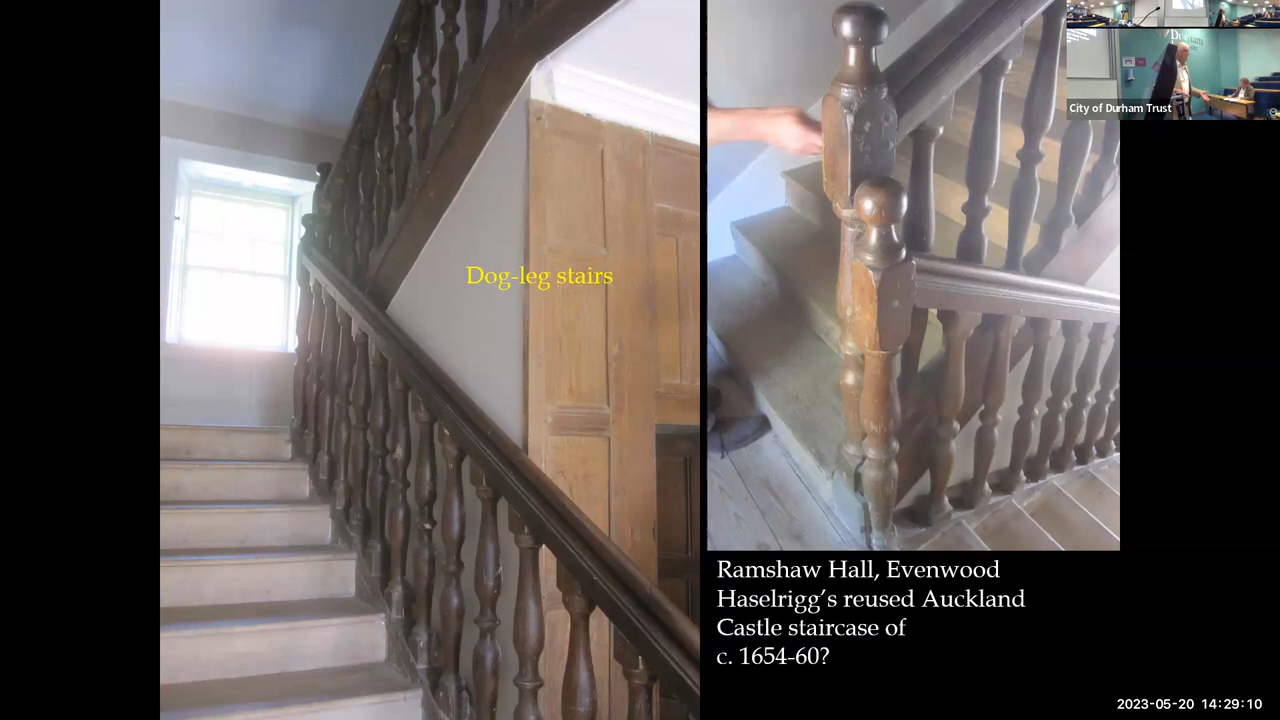 Dog-leg stairs
City of Durham Trust
Ramshaw Hall, Evenwood
Haselrigg’s reused Auckland
Castle staircase of
c. 1654-60?
2023-05-20 14:29:10